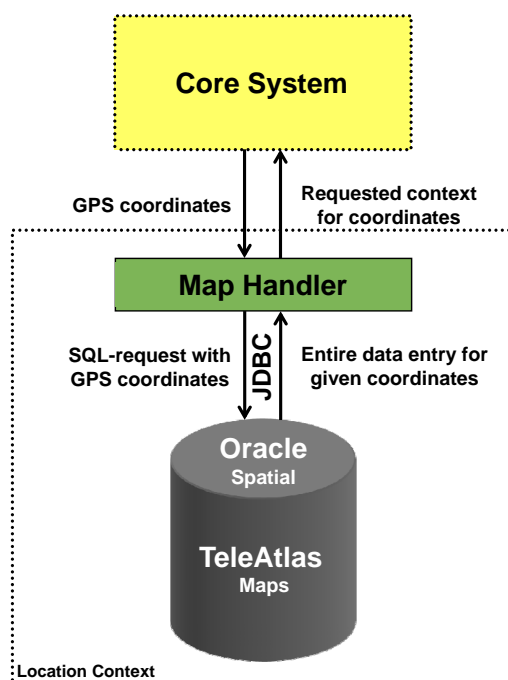 Core System
GPS coordinates
Requested context
for coordinates
Map Handler
SQL-request with
GPS coordinates
JDBC
Entire data entry for
given coordinates
Oracle
Spatial
TeleAtlas
Maps
Location Context